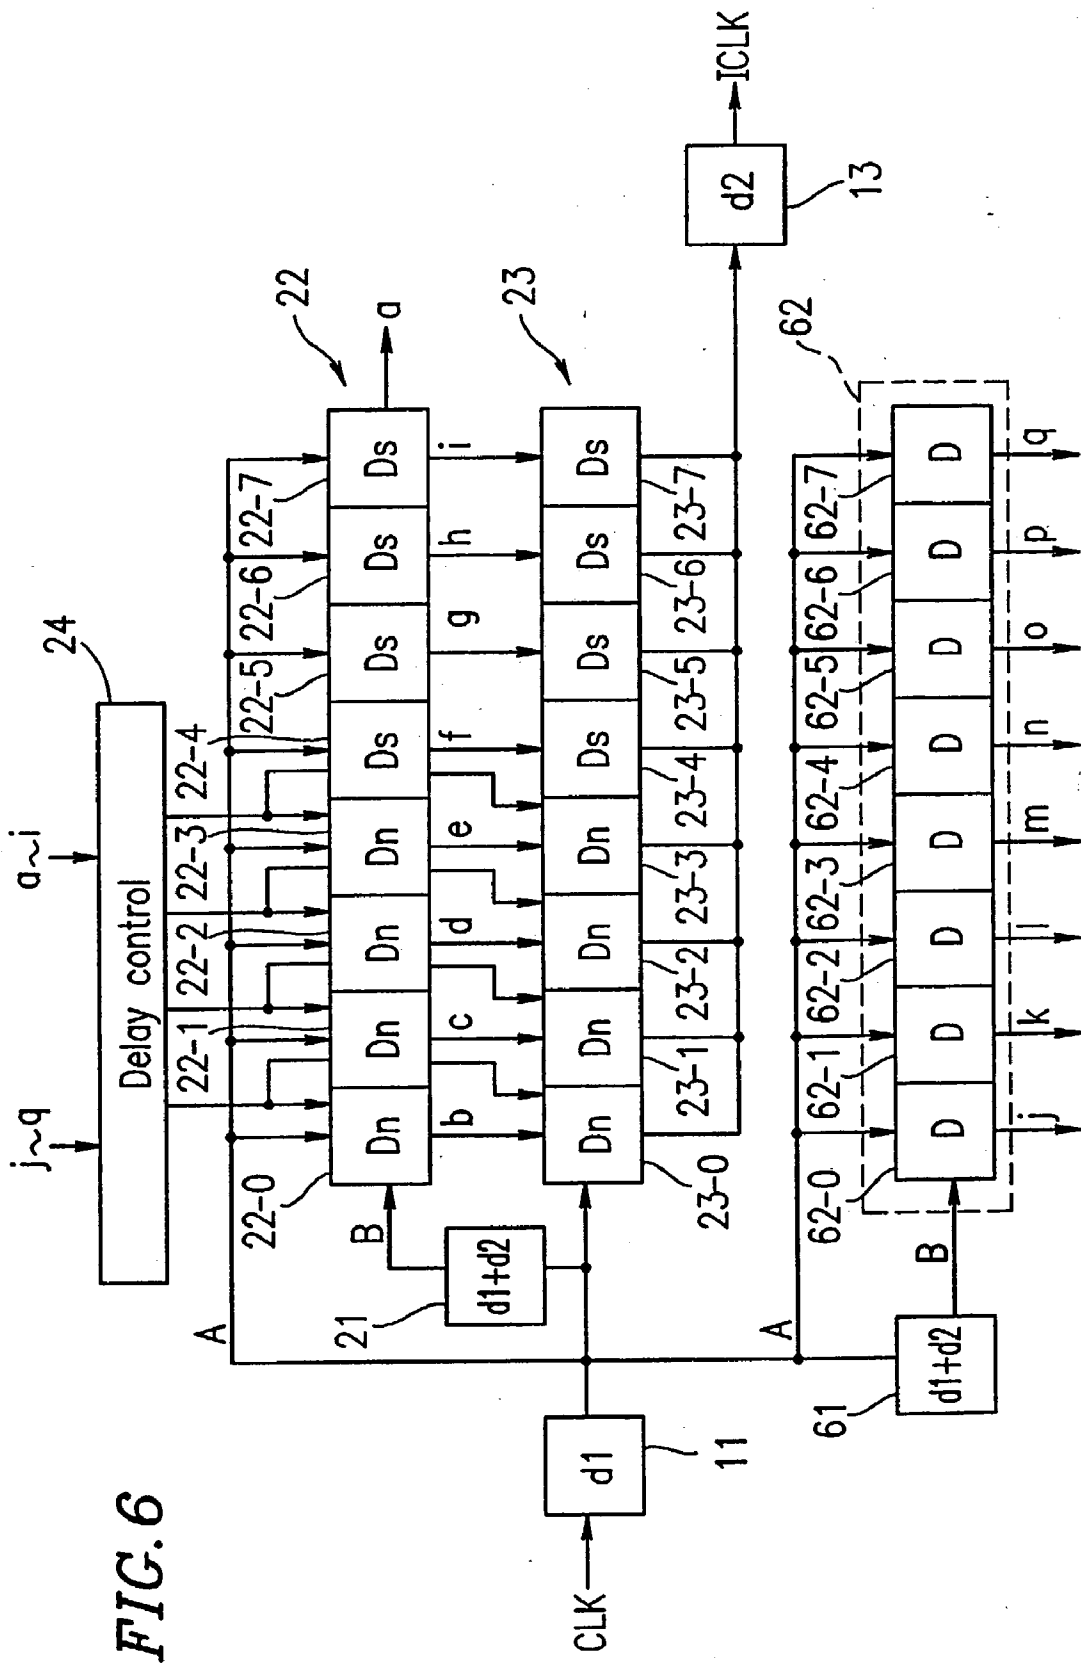 FIG. 6
j~q
a~i
24
Delay control
A
22-1
22-2
22-3
22-4
22-5
22-6
22-7
22
22-0
B
Dn
Dn
Dn
Dn
Ds
Ds
Ds
Ds
a
21
d1+d2
b
c
d
e
f
g
h
i
23
CLK
d1
11
Dn
Dn
Dn
Dn
Ds
Ds
Ds
Ds
23-0
23-1
23-2
23-3
23-4
23-5
23-6
23-7
d2
13
ICLK
A
62-0
62-1
62-2
62-3
62-4
62-5
62-6
62-7
62
61
d1+d2
B
D
D
D
D
D
D
D
D
j
k
l
m
n
o
p
q